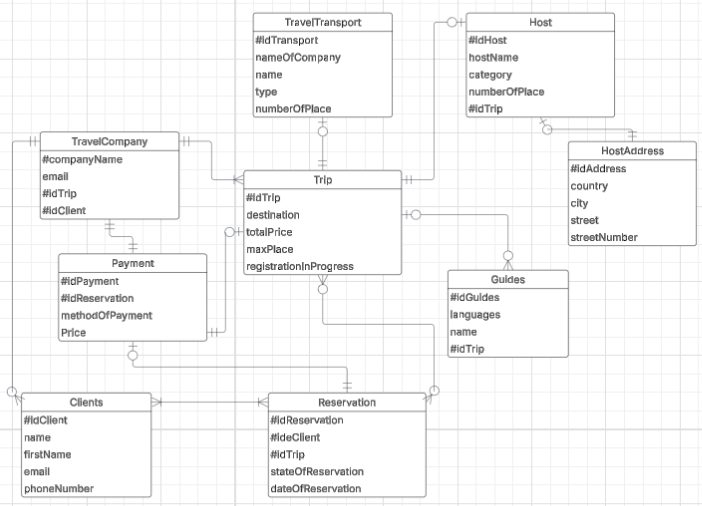 TravelTransport
#idTransport
nameOfCompany
name
type
numberOfPlace
Host
#idHost
hostName
category
numberOfPlace
#idTrip
TravelCompany
#companyName
email
#idTrip
#idClient
HostAddress
#idAddress
country
city
street
streetNumber
Trip
#idTrip
destination
totalPrice
maxPlace
registrationInProgress
Payment
#idPayment
#idReservation
methodOfPayment
Price
Guides
#idGuides
languages
name
#idTrip
Clients
#idClient
name
firstName
email
phoneNumber
Reservation
#idReservation
#ideClient
#idTrip
stateOfReservation
dateOfReservation